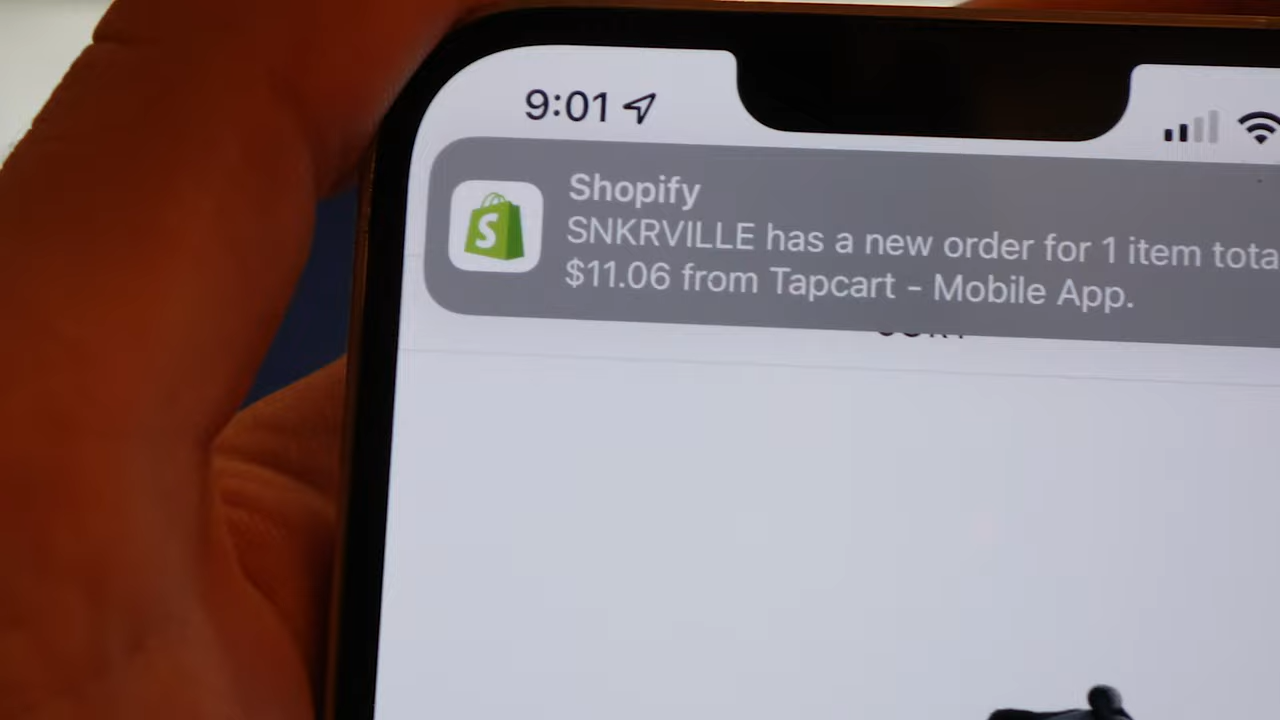 9:01
Shopify
SNKRVILLE has a new order for 1 item tota
$11.06 from Tapcart - Mobile App.